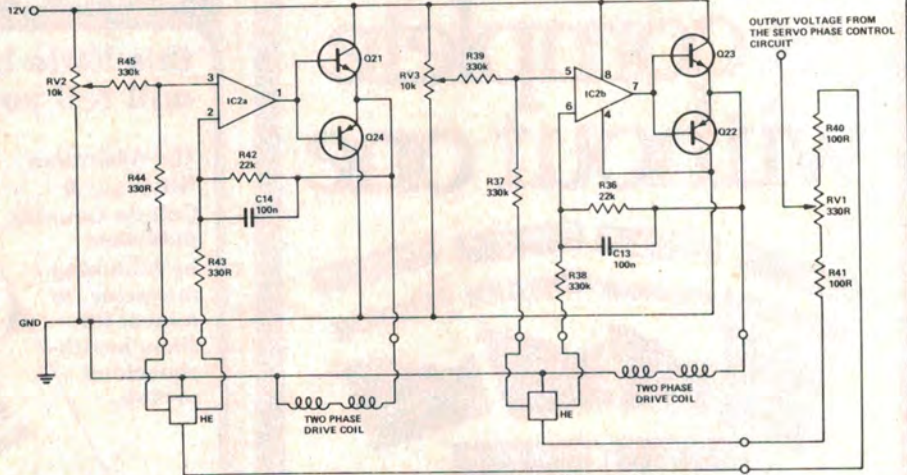 12V
RV2
10k
R45
330k
3
2
IC2a
1
Q21
Q24
R44
330R
R42
22k
C14
100n
R43
330R
GND
HE
TWO PHASE
DRIVE COIL
RV3
10k
R39
330k
5
6
IC2b
8
7
4
Q23
Q22
R37
330k
R36
22k
C13
100n
R38
330k
HE
TWO PHASE
DRIVE COIL
OUTPUT VOLTAGE FROM
THE SERVO PHASE CONTROL
CIRCUIT
R40
100R
RV1
330R
R41
100R